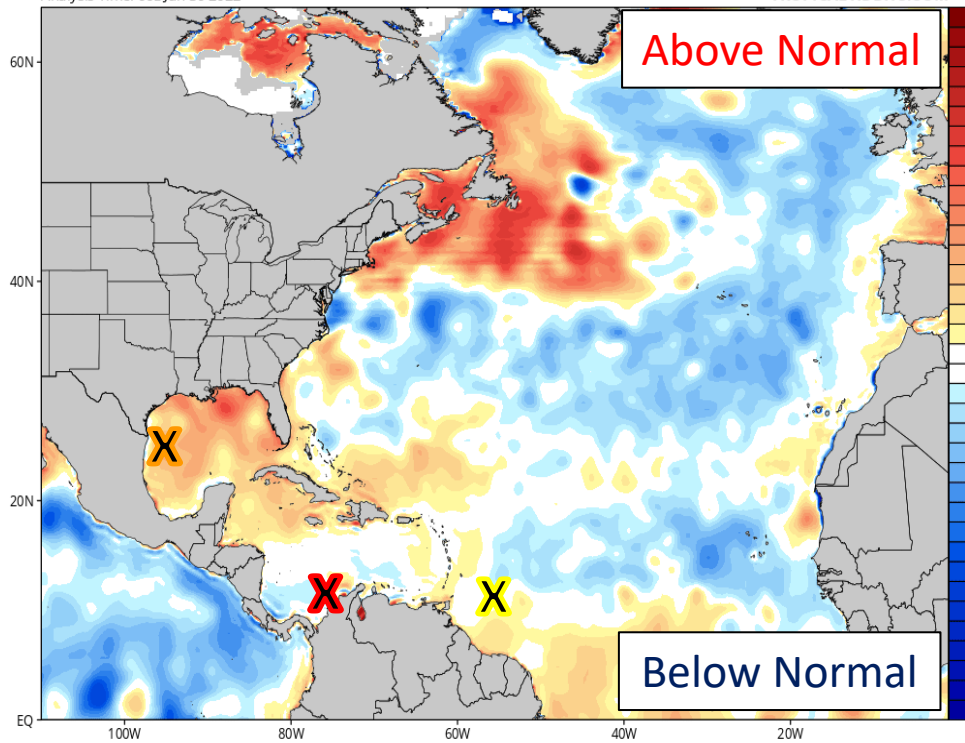 Above Normal
60N
40N
20N
X
X
X
Below Normal
EQ
100W
80W
60W
40W
20W